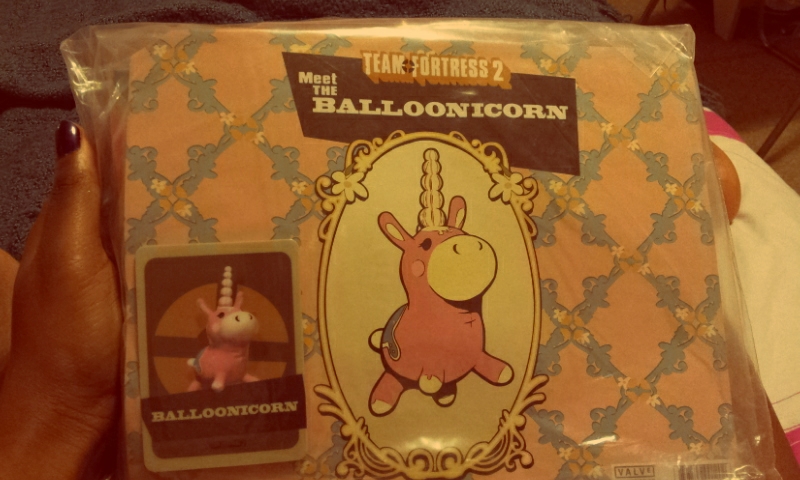 TEAM FORTRESS 2
Meet
THE
BALLOONICORN
BALLOONICORN
VALVE